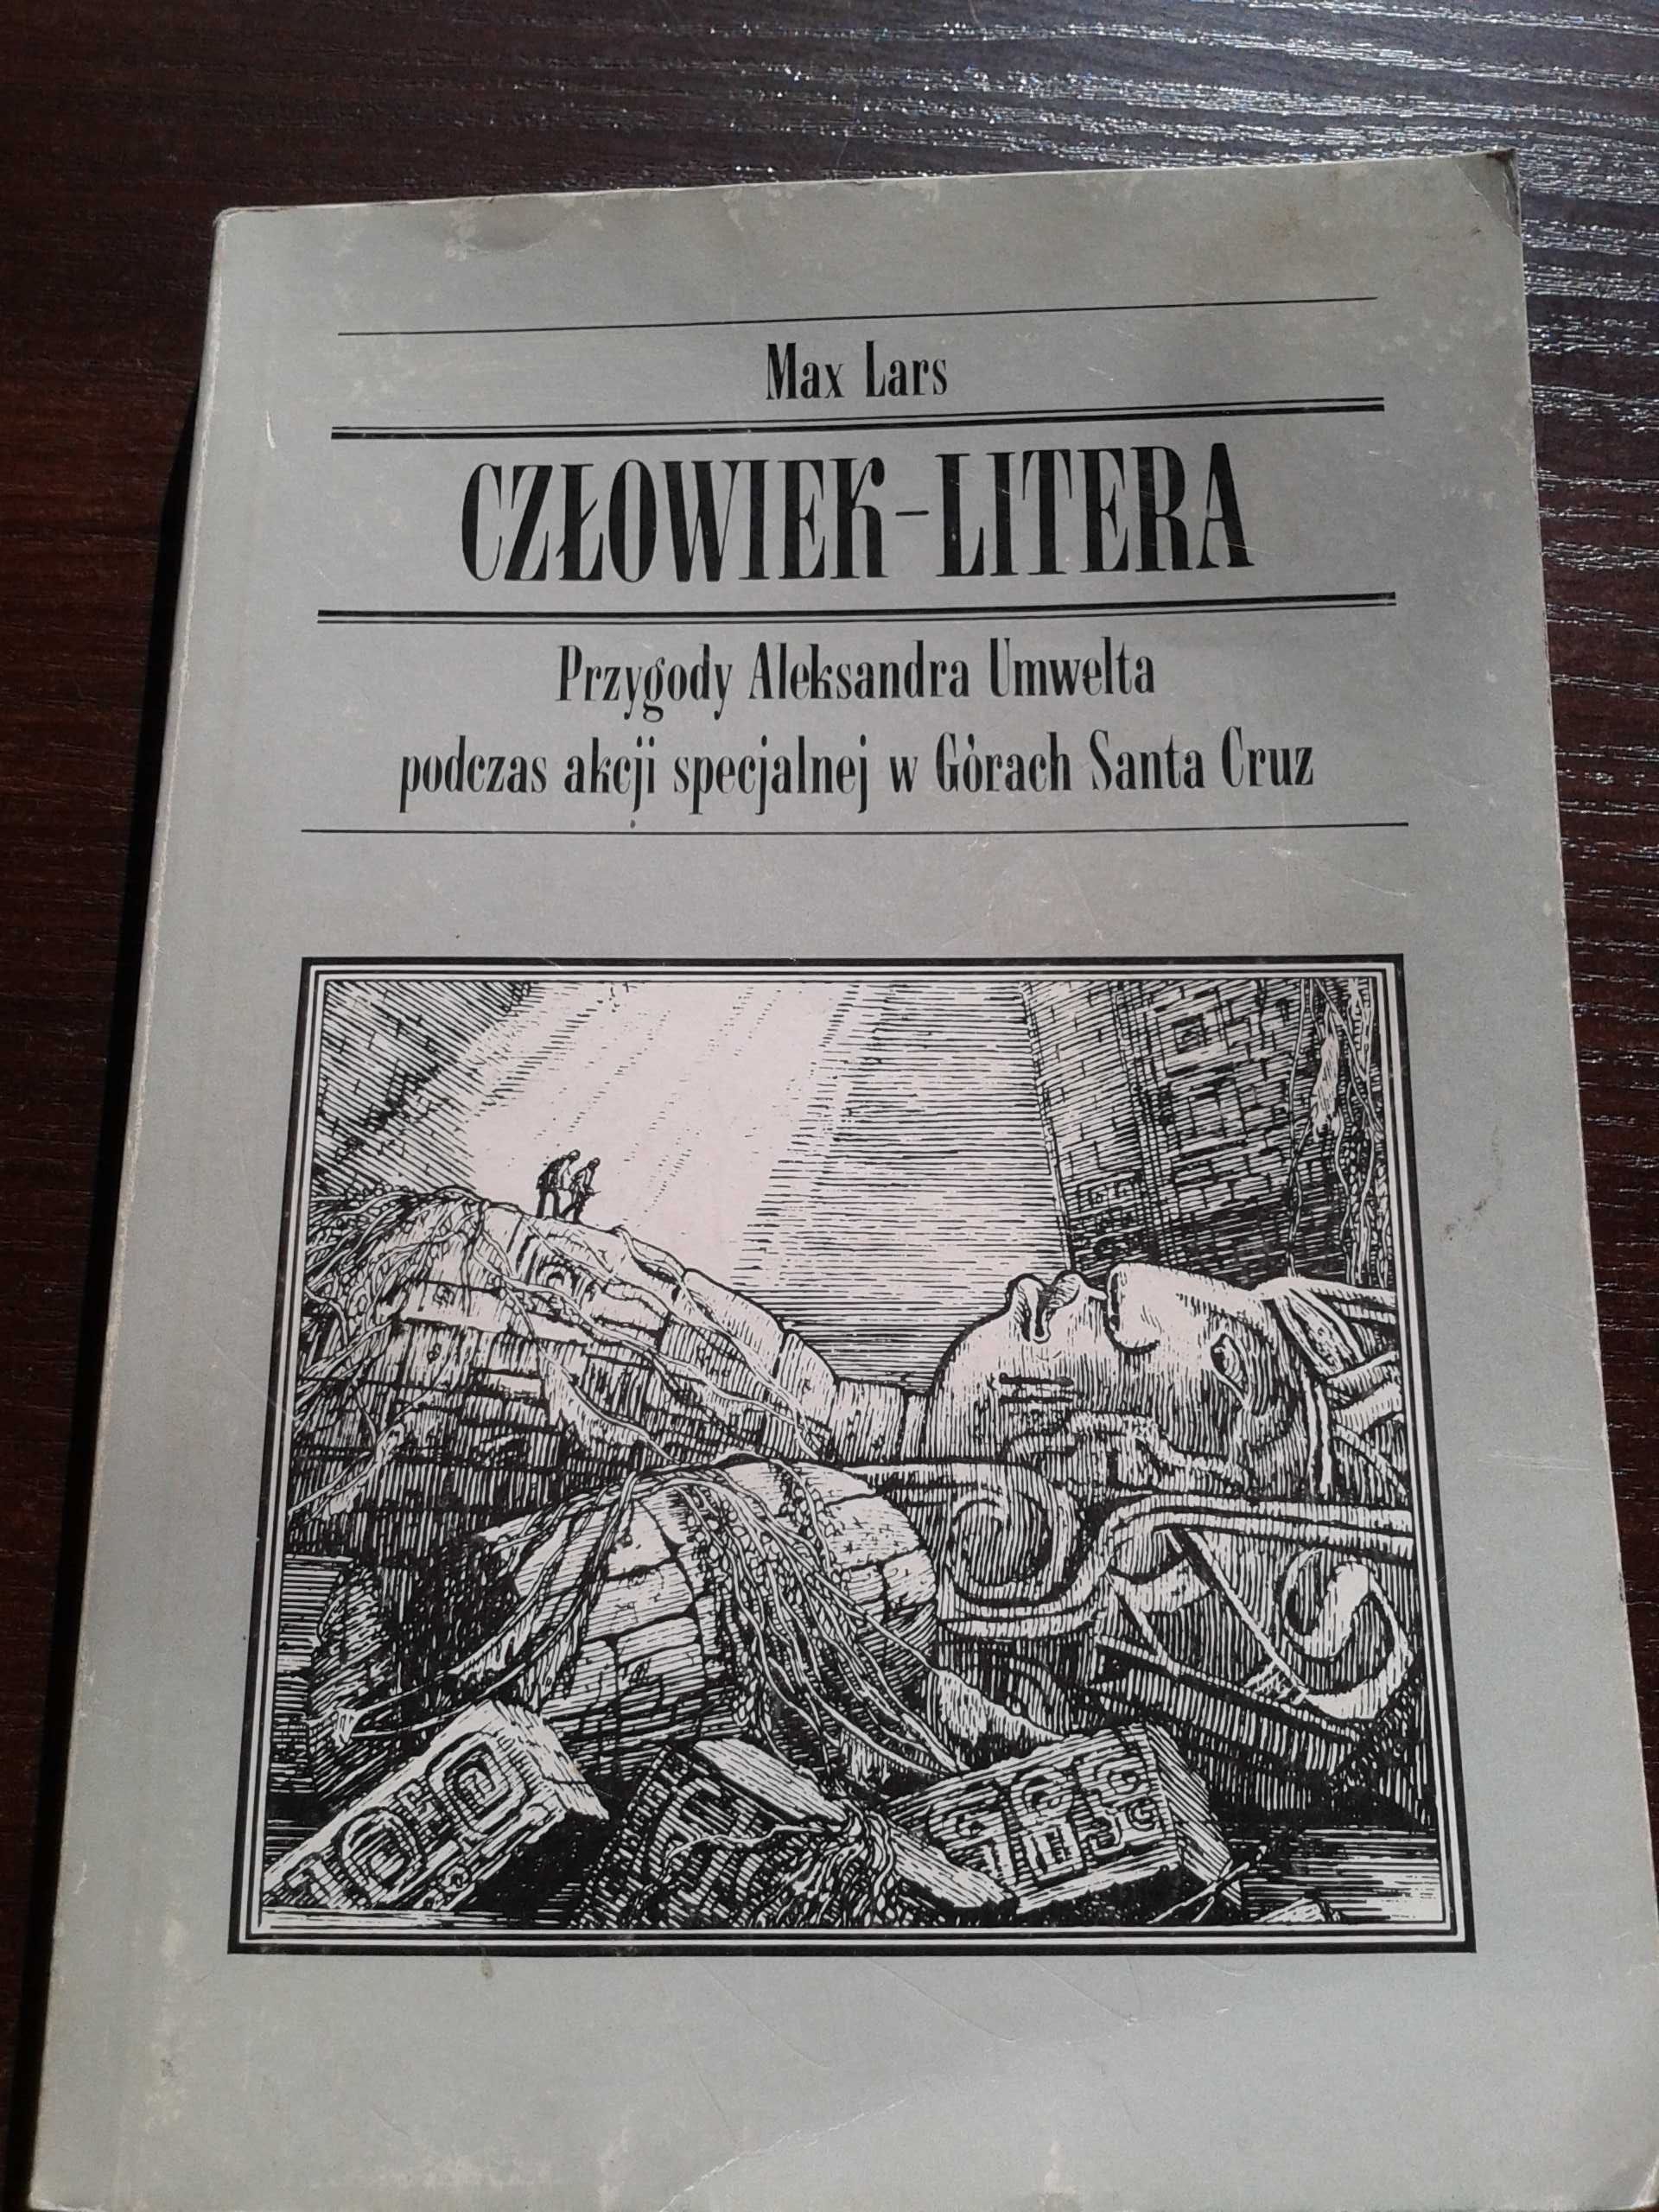 Max Lars
CZŁOWIEK-LITERA
Przygody Aleksandra Umwelta
podczas akcji specjalnej w Górach Santa Cruz